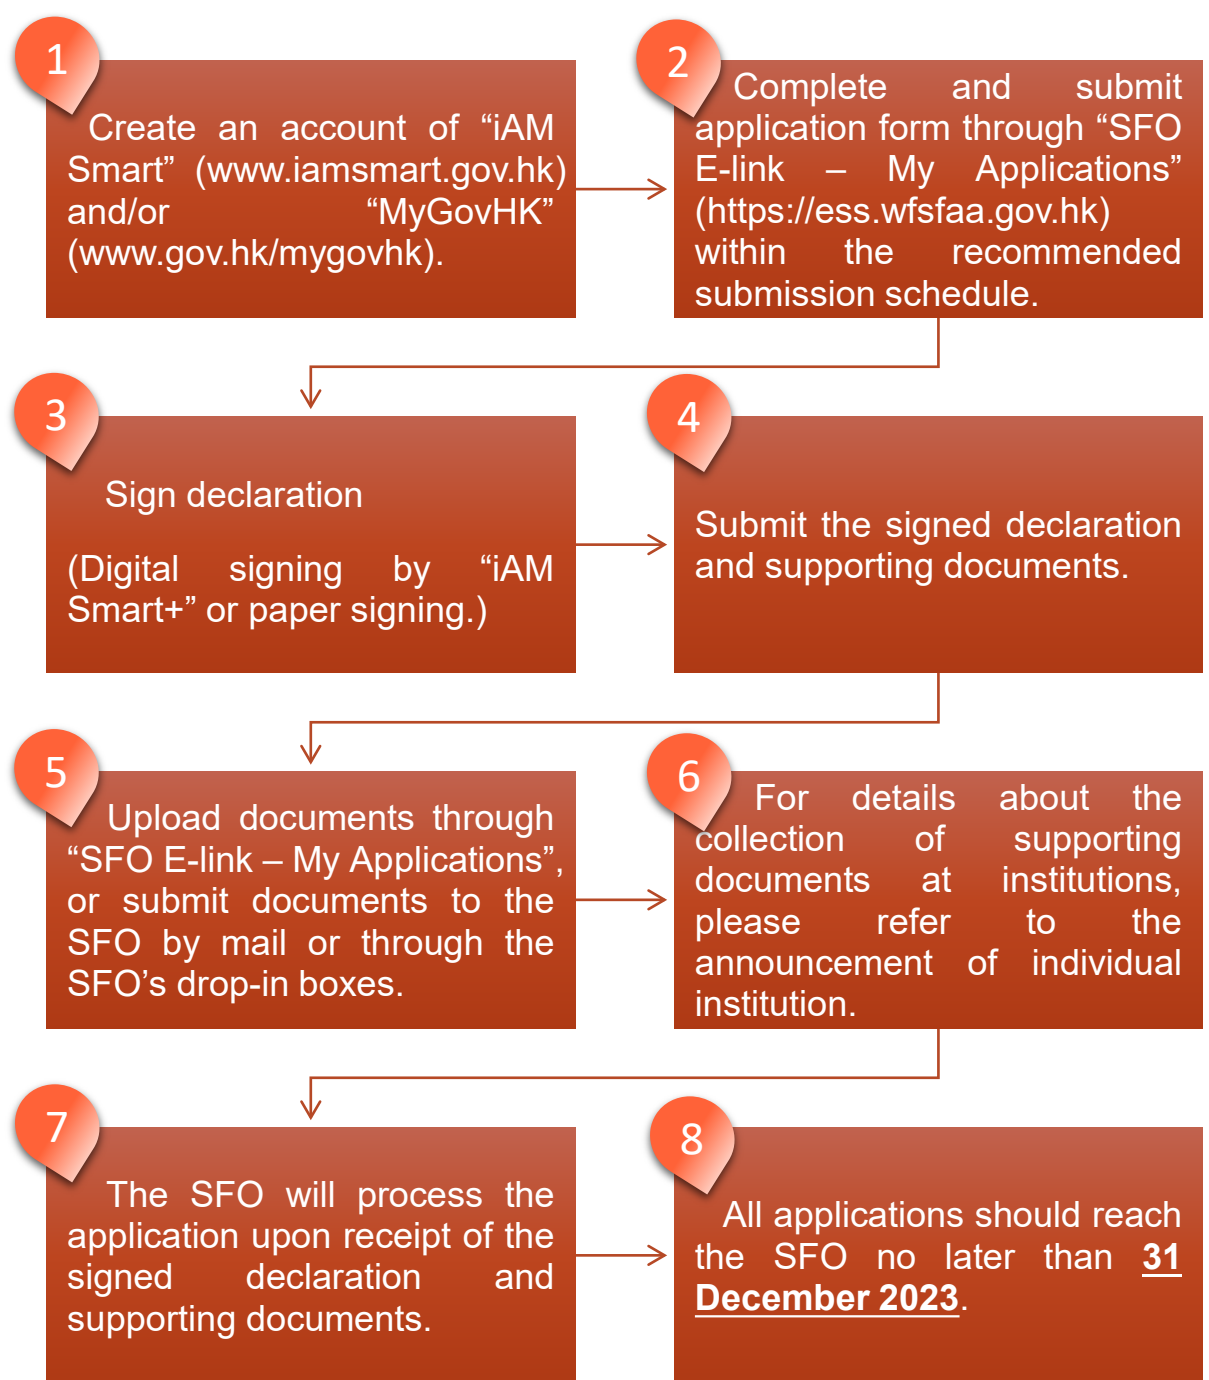 1
Create an account of “iAM
Smart” (www.iamsmart.gov.hk)
and/or “MyGovHK”
(www.gov.hk/mygovhk).
2
Complete and submit
application form through “SFO
E-link – My Applications”
(https://ess.wfsfaa.gov.hk)
within the recommended
submission schedule.
3
Sign declaration
(Digital signing by “iAM
Smart+” or paper signing.)
4
Submit the signed declaration
and supporting documents.
5
Upload documents through
“SFO E-link – My Applications”,
or submit documents to the
SFO by mail or through the
SFO’s drop-in boxes.
6
For details about the
collection of supporting
documents at institutions,
please refer to the
announcement of individual
institution.
7
The SFO will process the
application upon receipt of the
signed declaration and
supporting documents.
8
All applications should reach
the SFO no later than 31
December 2023.